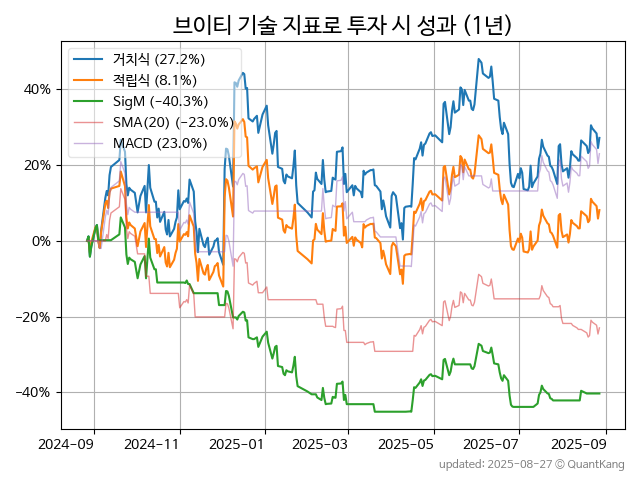 브이티 기술 지표로 투자 시 성과 (1년)
거치식 (27.2%)
적립식 (8.1%)
SigM (−40.3%)
SMA(20) (−23.0%)
MACD (23.0%)
40%
20%
0%
−20%
−40%
2024-09 2024-11 2025-01 2025-03 2025-05 2025-07 2025-09
updated: 2025-08-27 © QuantKang